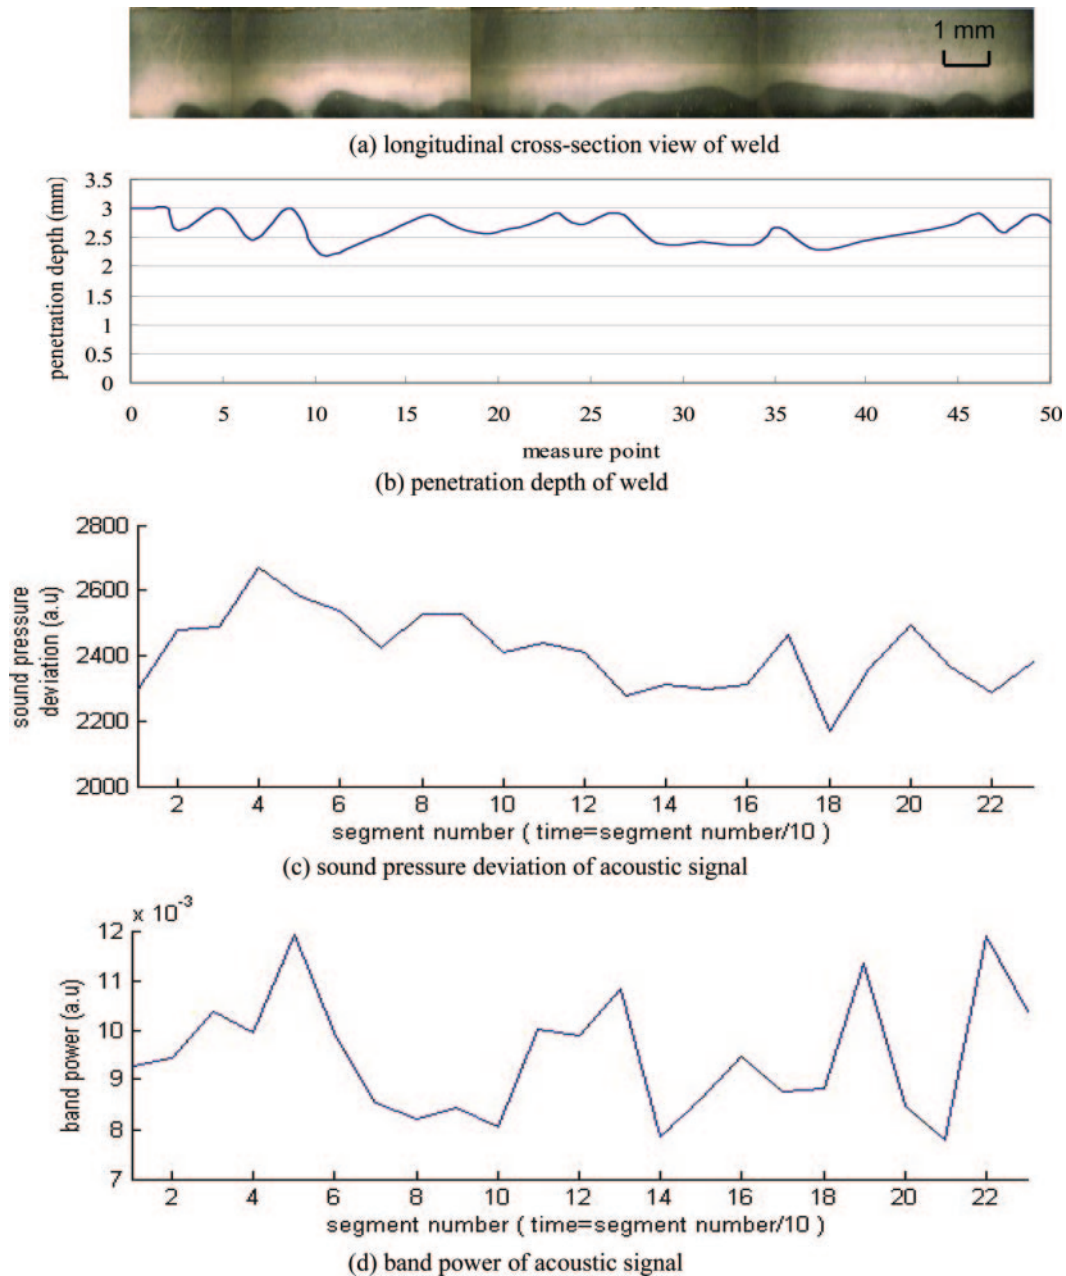 1 mm
(a) longitudinal cross-section view of weld
penetration depth (mm)
3.5
3
2.5
2
1.5
1
0.5
0
0 5 10 15 20 25 30 35 40 45 50
measure point
(b) penetration depth of weld
sound pressure
deviation (a.u)
2800
2600
2400
2200
2000
2 4 6 8 10 12 14 16 18 20 22
segment number ( time=segment number/10 )
(c) sound pressure deviation of acoustic signal
x 10⁻³
band power (a.u)
12
11
10
9
8
7
2 4 6 8 10 12 14 16 18 20 22
segment number ( time=segment number/10 )
(d) band power of acoustic signal